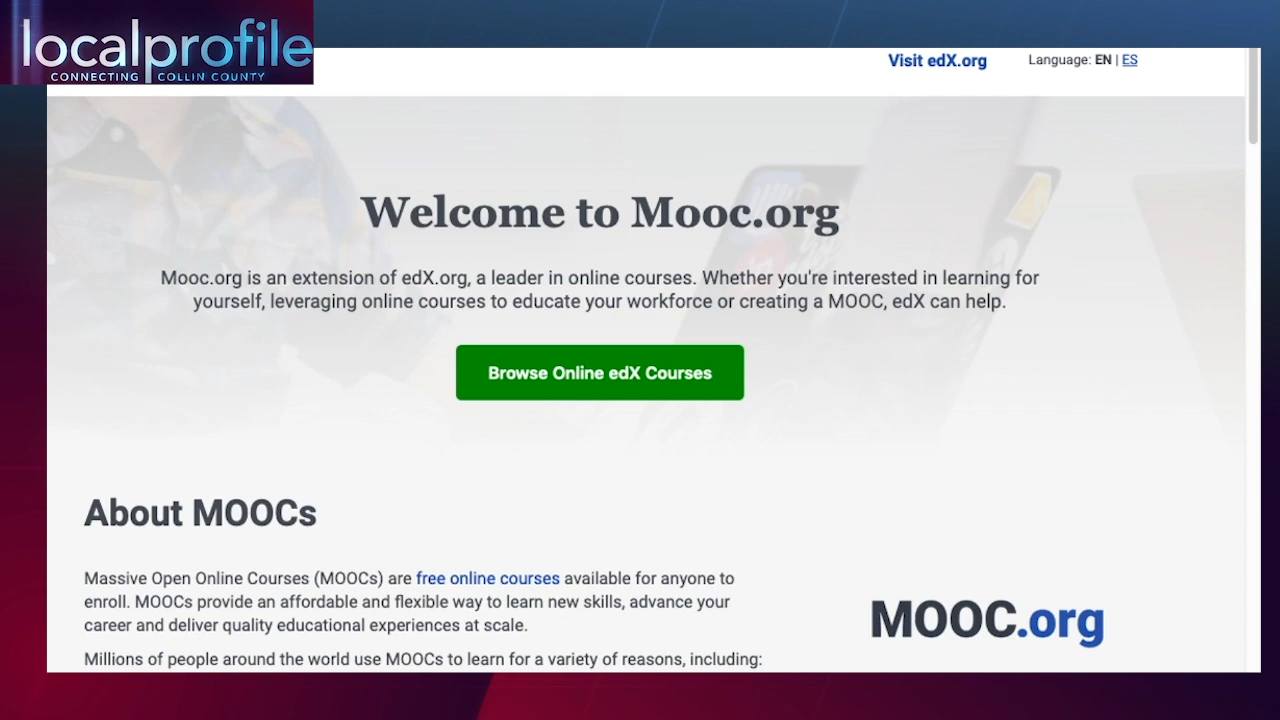 localprofile
CONNECTING COLLIN COUNTY
Visit edX.org
Language: EN | ES
Welcome to Mooc.org
Mooc.org is an extension of edX.org, a leader in online courses. Whether you're interested in learning for
yourself, leveraging online courses to educate your workforce or creating a MOOC, edX can help.
Browse Online edX Courses
About MOOCs
Massive Open Online Courses (MOOCs) are free online courses available for anyone to
enroll. MOOCs provide an affordable and flexible way to learn new skills, advance your
career and deliver quality educational experiences at scale.
Millions of people around the world use MOOCs to learn for a variety of reasons, including:
MOOC.org